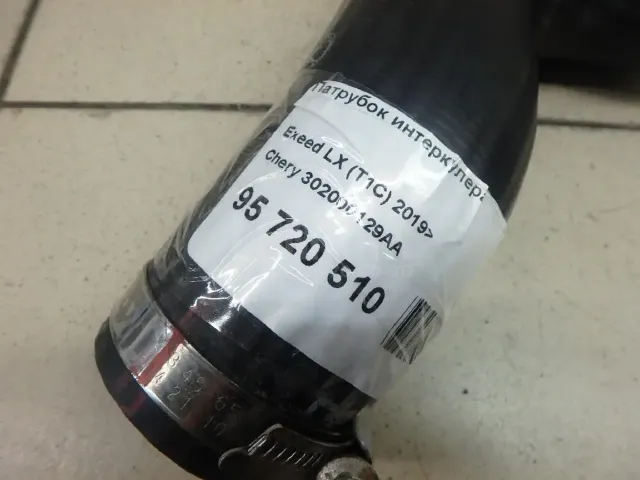 Патрубок интеркулера
Exeed LX (T1C) 2019>
Chery 302000129AA
95 720 510